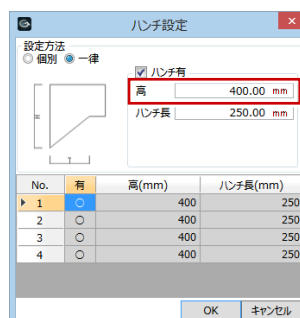 ハンチ設定
設定方法
個別 一律
ハンチ有
高 400.00 mm
ハンチ長 250.00 mm
H
T
No. 有 高(mm) ハンチ長(mm)
1 ○ 400 250
2 ○ 400 250
3 ○ 400 250
4 ○ 400 250
OK キャンセル